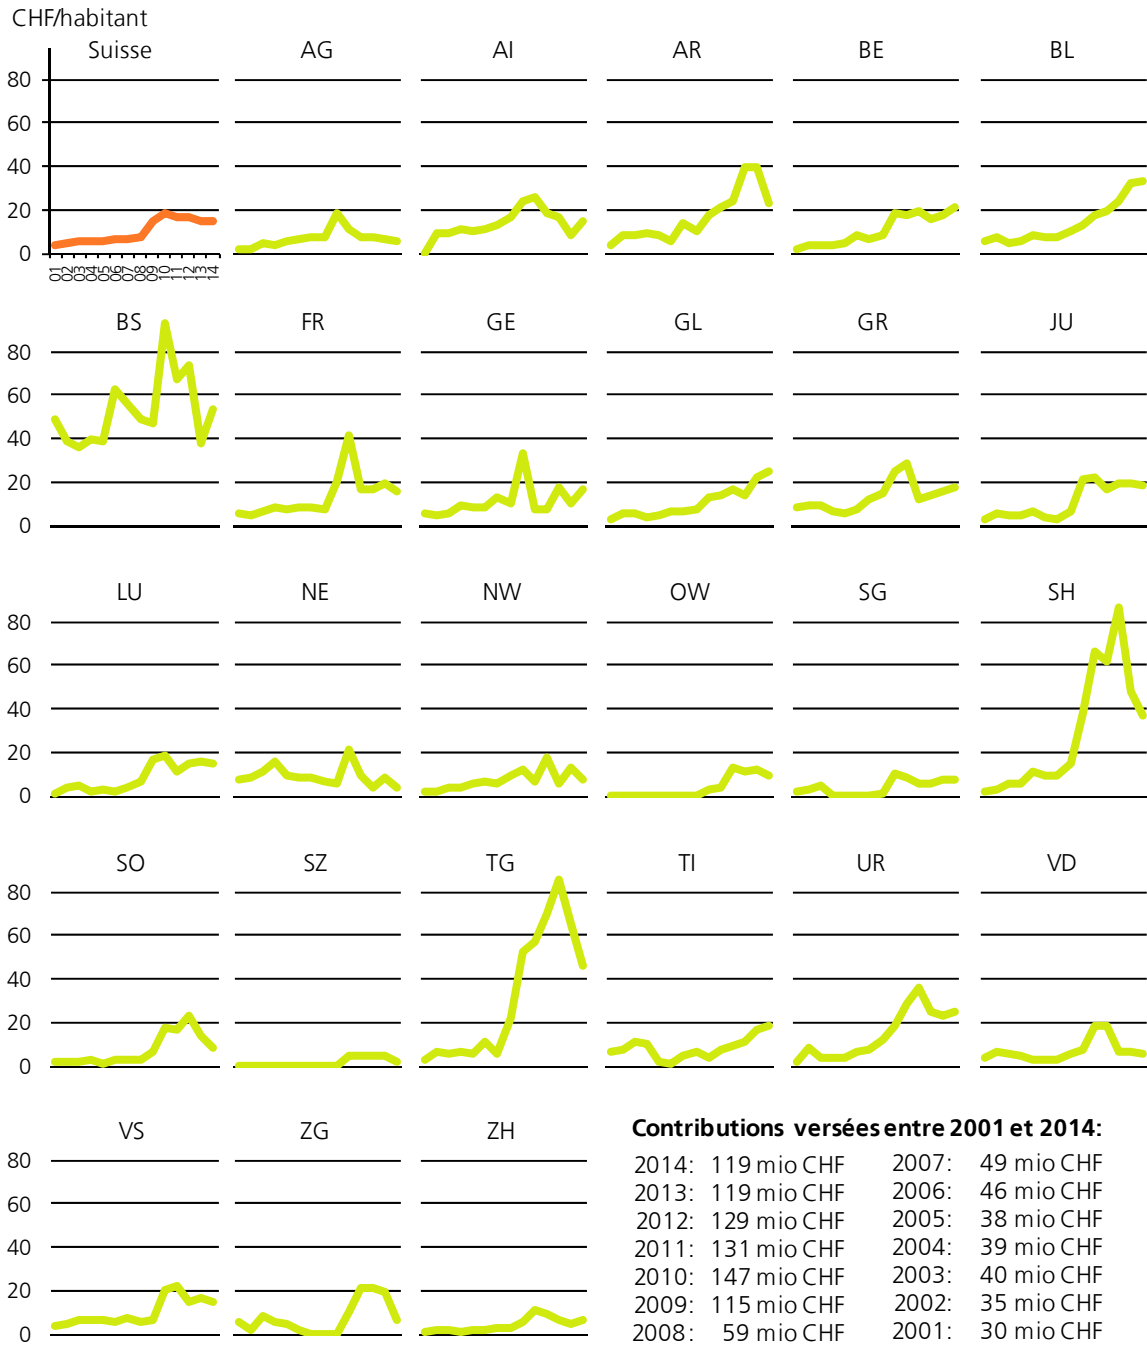 CHF/habitant
Suisse AG AI AR BE BL
80
60
40
20
0
01 02 03 04 05 06 07 08 09 10 11 12 13 14
BS FR GE GL GR JU
80
60
40
20
0
LU NE NW OW SG SH
80
60
40
20
0
SO SZ TG TI UR VD
80
60
40
20
0
VS ZG ZH
80
60
40
20
0
Contributions versées entre 2001 et 2014:
2014: 119 mio CHF 2007: 49 mio CHF
2013: 119 mio CHF 2006: 46 mio CHF
2012: 129 mio CHF 2005: 38 mio CHF
2011: 131 mio CHF 2004: 39 mio CHF
2010: 147 mio CHF 2003: 40 mio CHF
2009: 115 mio CHF 2002: 35 mio CHF
2008: 59 mio CHF 2001: 30 mio CHF